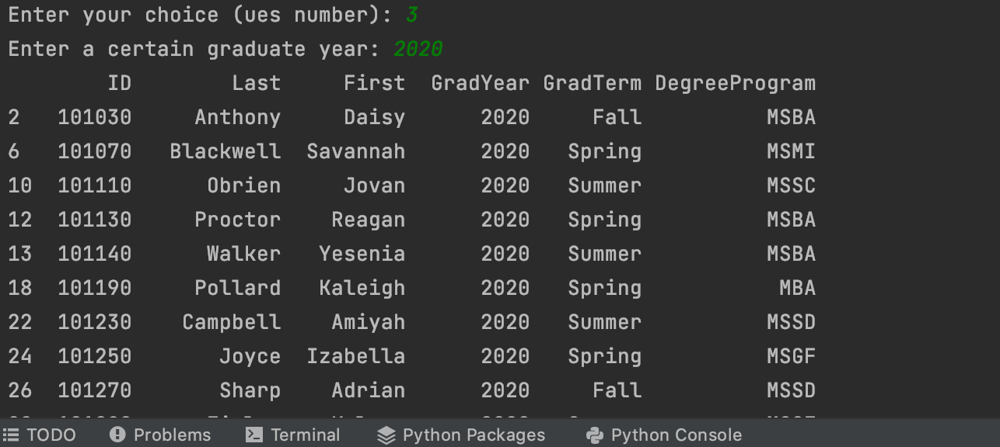 Enter your choice (ues number): 3
Enter a certain graduate year: 2020
ID Last First GradYear GradTerm DegreeProgram
2 101030 Anthony Daisy 2020 Fall MSBA
6 101070 Blackwell Savannah 2020 Spring MSMI
10 101110 Obrien Jovan 2020 Summer MSSC
12 101130 Proctor Reagan 2020 Spring MSBA
13 101140 Walker Yesenia 2020 Summer MSBA
18 101190 Pollard Kaleigh 2020 Spring MBA
22 101230 Campbell Amiyah 2020 Summer MSSD
24 101250 Joyce Izabella 2020 Spring MSGF
26 101270 Sharp Adrian 2020 Fall MSSD
TODO Problems Terminal Python Packages Python Console